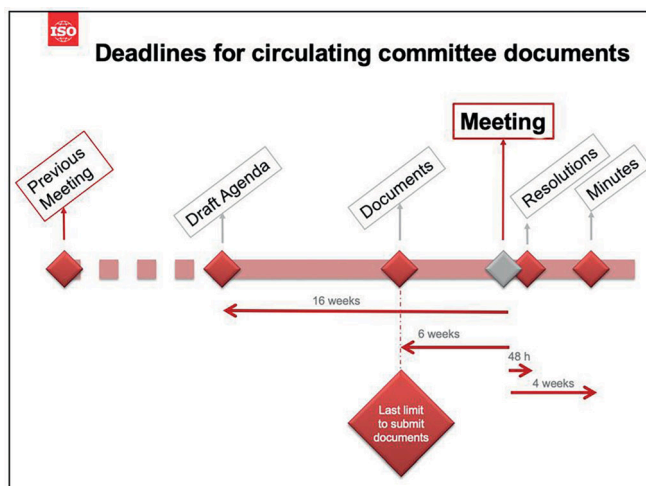 ISO
Deadlines for circulating committee documents
Meeting
Previous
Meeting
Draft Agenda
Documents
Resolutions
Minutes
16 weeks
6 weeks
48 h
4 weeks
Last limit
to submit
documents